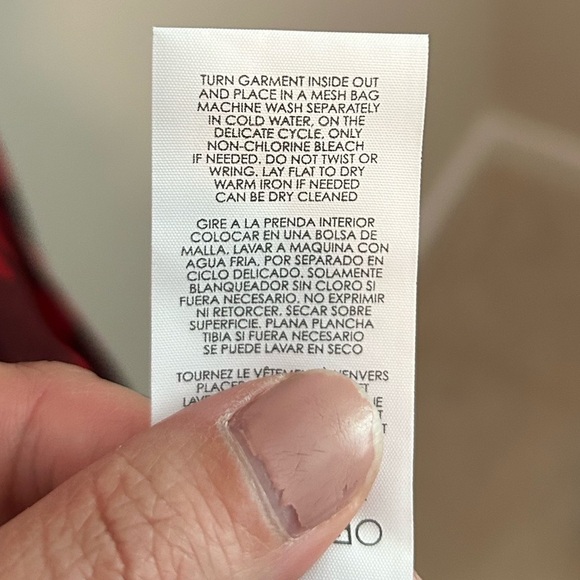 TURN GARMENT INSIDE OUT
AND PLACE IN A MESH BAG
MACHINE WASH SEPARATELY
IN COLD WATER, ON THE
DELICATE CYCLE, ONLY
NON-CHLORINE BLEACH
IF NEEDED. DO NOT TWIST OR
WRING. LAY FLAT TO DRY
WARM IRON IF NEEDED
CAN BE DRY CLEANED
GIRE A LA PRENDA INTERIOR
COLOCAR EN UNA BOLSA DE
MALLA. LAVAR A MAQUINA CON
AGUA FRIA. POR SEPARADO EN
CICLO DELICADO. SOLAMENTE
BLANQUEADOR SIN CLORO SI
FUERA NECESARIO. NO EXPRIMIR
NI RETORCER. SECAR SOBRE
SUPERFICIE. PLANA PLANCHA
TIBIA SI FUERA NECESARIO
SE PUEDE LAVAR EN SECO
TOURNEZ LE